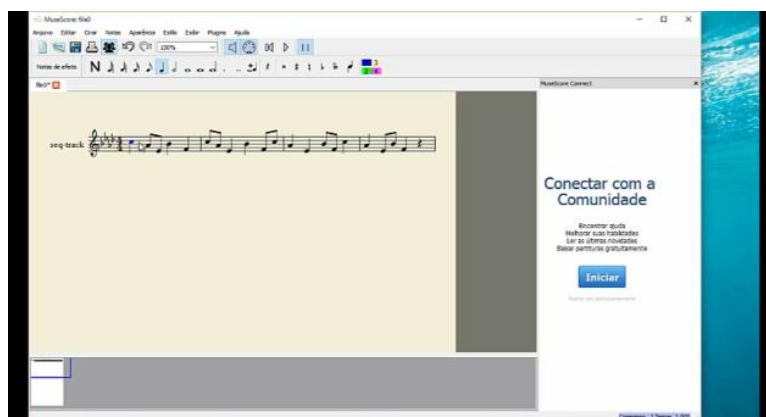 MuseScore: file0
Arquivo Editar Criar Notas Aparência Estilo Exibir Plugins Ajuda
100%
Notas de efeito N
file0*
MuseScore Connect
seq-track
Conectar com a
Comunidade
Encontrar ajuda
Melhorar suas habilidades
Ler as últimas novidades
Baixar partituras gratuitamente
Iniciar